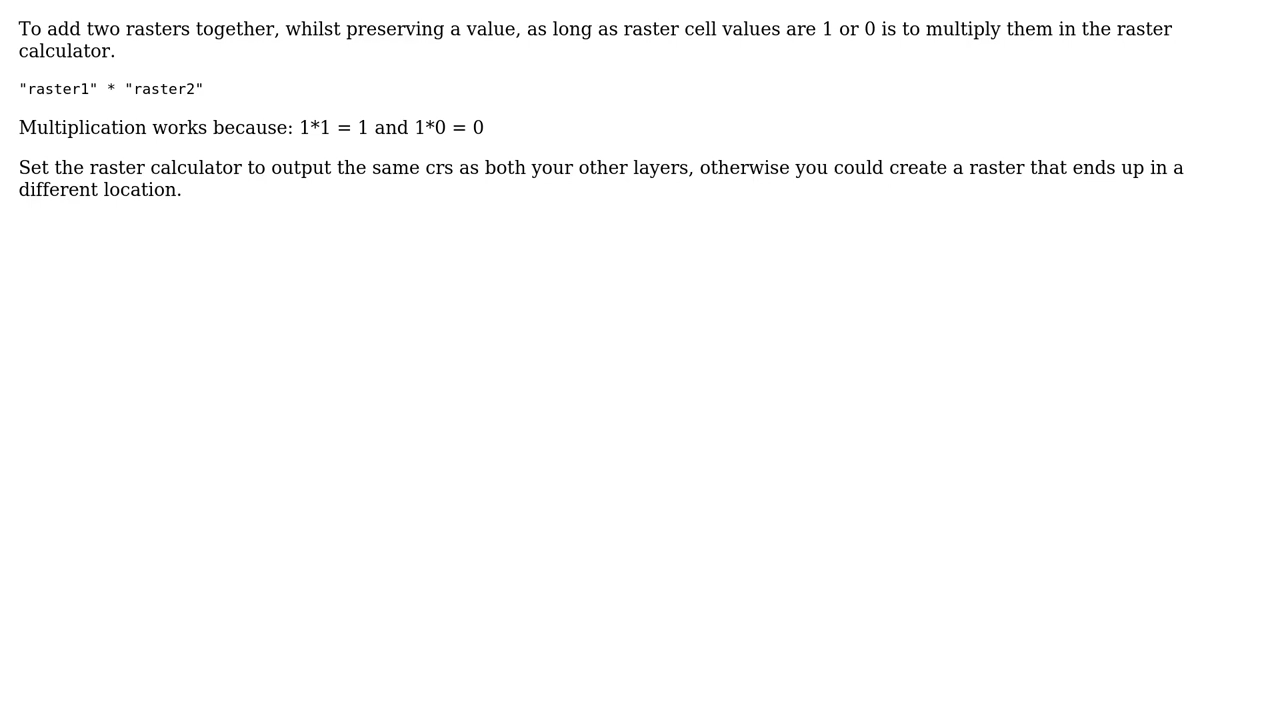 To add two rasters together, whilst preserving a value, as long as raster cell values are 1 or 0 is to multiply them in the raster
calculator.
"raster1" * "raster2"
Multiplication works because: 1*1 = 1 and 1*0 = 0
Set the raster calculator to output the same crs as both your other layers, otherwise you could create a raster that ends up in a
different location.